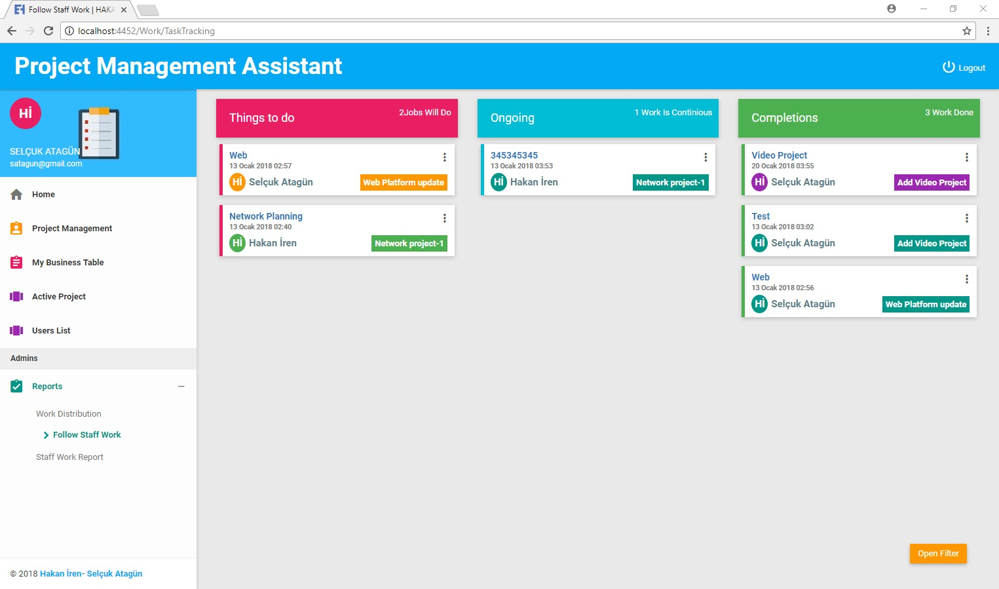 Follow Staff Work | HAKA
localhost:4452/Work/TaskTracking
Project Management Assistant
Logout
Hİ
SELÇUK ATAGÜN
satagun@gmail.com
Home
Project Management
My Business Table
Active Project
Users List
Admins
Reports
Work Distribution
Follow Staff Work
Staff Work Report
© 2018 Hakan İren- Selçuk Atagün
Things to do
2Jobs Will Do
Web
13 Ocak 2018 02:57
Hİ Selçuk Atagün
Web Platform update
Network Planning
13 Ocak 2018 02:40
Hİ Hakan İren
Network project-1
Ongoing
1 Work Is Continious
345345345
13 Ocak 2018 03:53
Hİ Hakan İren
Network project-1
Completions
3 Work Done
Video Project
20 Ocak 2018 03:55
Hİ Selçuk Atagün
Add Video Project
Test
13 Ocak 2018 03:02
Hİ Selçuk Atagün
Add Video Project
Web
13 Ocak 2018 02:56
Hİ Selçuk Atagün
Web Platform update
Open Filter